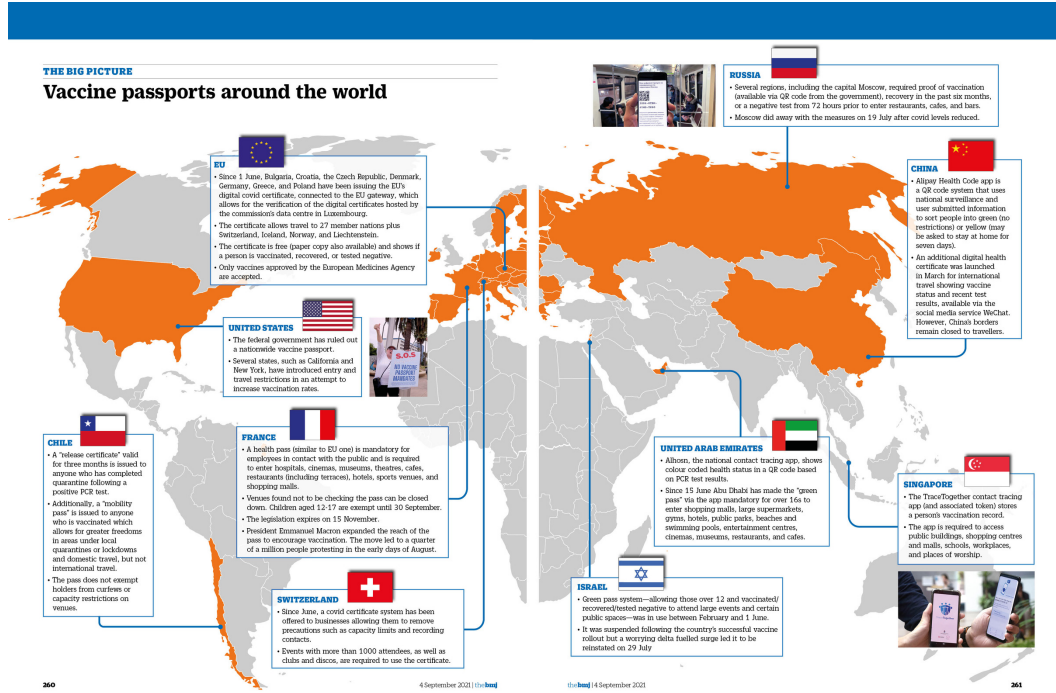 THE BIG PICTURE
Vaccine passports around the world
EU
• Since 1 June, Bulgaria, Croatia, the Czech Republic, Denmark,
Germany, Greece, and Poland have been issuing the EU's
digital covid certificate, connected to the EU gateway, which
allows for the verification of the digital certificates hosted by
the commission's data centre in Luxembourg.
• The certificate allows travel to 27 member nations plus
Switzerland, Iceland, Norway, and Liechtenstein.
• The certificate is free (paper copy also available) and shows if
a person is vaccinated, recovered, or tested negative.
• Only vaccines approved by the European Medicines Agency
are accepted.
UNITED STATES
• The federal government has ruled out
a nationwide vaccine passport.
• Several states, such as California and
New York, have introduced entry and
travel restrictions in an attempt to
increase vaccination rates.
S.O.S
NO VACCINE
PASSPORT
MANDATES
CHILE
• A "release certificate" valid
for three months is issued to
anyone who has completed
quarantine following a
positive PCR test.
• Additionally, a "mobility
pass" is issued to anyone
who is vaccinated which
allows for greater freedoms
in areas under local
quarantines or lockdowns
and domestic travel, but not
international travel.
• The pass does not exempt
holders from curfews or
capacity restrictions on
venues.
FRANCE
• A health pass (similar to EU one) is mandatory for
employees in contact with the public and is required
to enter hospitals, cinemas, museums, theatres, cafes,
restaurants (including terraces), hotels, sports venues, and
shopping malls.
• Venues found not to be checking the pass can be closed
down. Children aged 12-17 are exempt until 30 September.
• The legislation expires on 15 November.
• President Emmanuel Macron expanded the reach of the
pass to encourage vaccination. The move led to a quarter
of a million people protesting in the early days of August.
SWITZERLAND
• Since June, a covid certificate system has been
offered to businesses allowing them to remove
precautions such as capacity limits and recording
contacts.
• Events with more than 1000 attendees, as well as
clubs and discos, are required to use the certificate.
RUSSIA
• Several regions, including the capital Moscow, required proof of vaccination
(available via QR code from the government), recovery in the past six months,
or a negative test from 72 hours prior to enter restaurants, cafes, and bars.
• Moscow did away with the measures on 19 July after covid levels reduced.
CHINA
• Alipay Health Code app is
a QR code system that uses
national surveillance and
user submitted information
to sort people into green (no
restrictions) or yellow (may
be asked to stay at home for
seven days).
• An additional digital health
certificate was launched
in March for international
travel showing vaccine
status and recent test
results, available via the
social media service WeChat.
However, China's borders
remain closed to travellers.
UNITED ARAB EMIRATES
• Alhosn, the national contact tracing app, shows
colour coded health status in a QR code based
on PCR test results.
• Since 15 June Abu Dhabi has made the "green
pass" via the app mandatory for over 16s to
enter shopping malls, large supermarkets,
gyms, hotels, public parks, beaches and
swimming pools, entertainment centres,
cinemas, museums, restaurants, and cafes.
SINGAPORE
• The TraceTogether contact tracing
app (and associated token) stores
a person's vaccination record.
• The app is required to access
public buildings, shopping centres
and malls, schools, workplaces,
and places of worship.
ISRAEL
• Green pass system—allowing those over 12 and vaccinated/
recovered/tested negative to attend large events and certain
public spaces—was in use between February and 1 June.
• It was suspended following the country's successful vaccine
rollout but a worrying delta fuelled surge led it to be
reinstated on 29 July
260
4 September 2021 | thebmj
thebmj | 4 September 2021
261